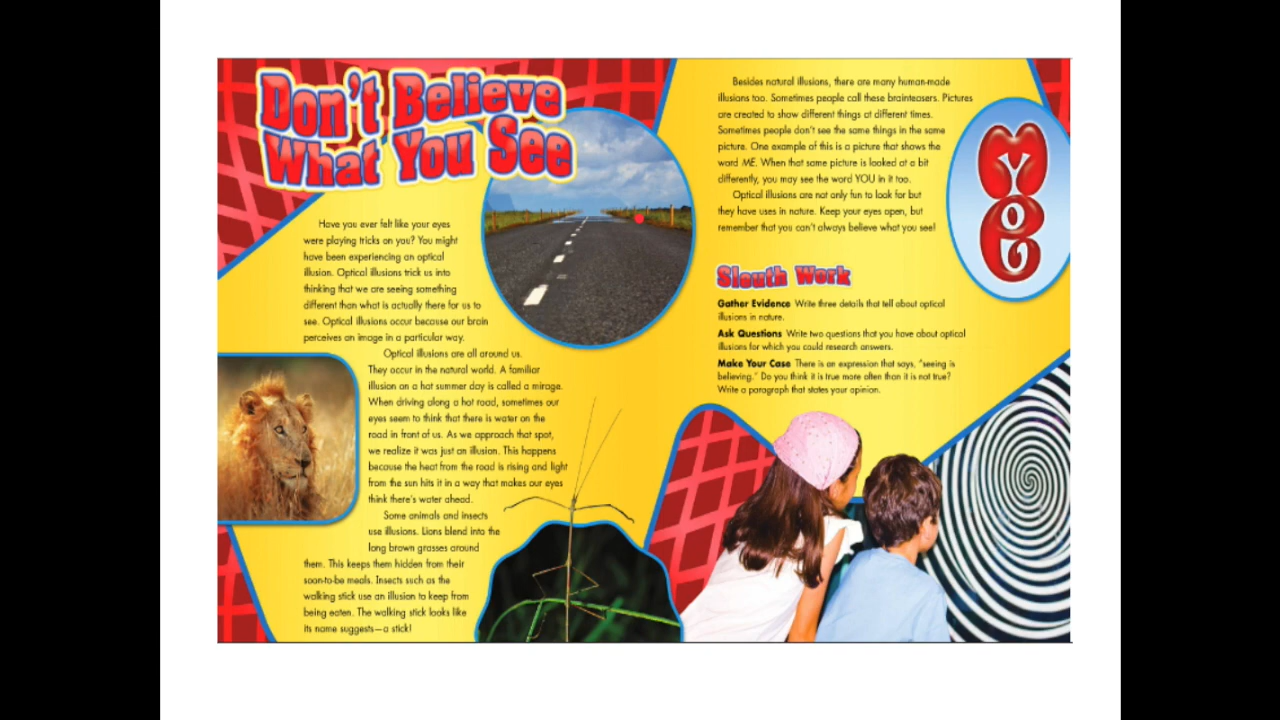 Don't Believe
What You See
Have you ever felt like your eyes
were playing tricks on you? You might
have been experiencing an optical
illusion. Optical illusions trick us into
thinking that we are seeing something
different than what is actually there for us to
see. Optical illusions occur because our brain
perceives an image in a particular way.
Optical illusions are all around us.
They occur in the natural world. A familiar
illusion on a hot summer day is called a mirage.
When driving along a hot road, sometimes our
eyes seem to think that there is water on the
road in front of us. As we approach that spot,
we realize it was just an illusion. This happens
because the heat from the road is rising and light
from the sun hits it in a way that makes our eyes
think there's water ahead.
Some animals and insects
use illusions. Lions blend into the
long brown grasses around
them. This keeps them hidden from their
soon-to-be meals. Insects such as the
walking stick use an illusion to keep from
being eaten. The walking stick looks like
its name suggests—a stick!
Besides natural illusions, there are many human-made
illusions too. Sometimes people call these brainteasers. Pictures
are created to show different things at different times.
Sometimes people don't see the same things in the same
picture. One example of this is a picture that shows the
word ME. When that same picture is looked at a bit
differently, you may see the word YOU in it too.
Optical illusions are not only fun to look for but
they have uses in nature. Keep your eyes open, but
remember that you can't always believe what you see!
Sleuth Work
Gather Evidence Write three details that tell about optical
illusions in nature.
Ask Questions Write two questions that you have about optical
illusions for which you could research answers.
Make Your Case There is an expression that says, "seeing is
believing." Do you think it is true more often than it is not true?
Write a paragraph that states your opinion.
YOU